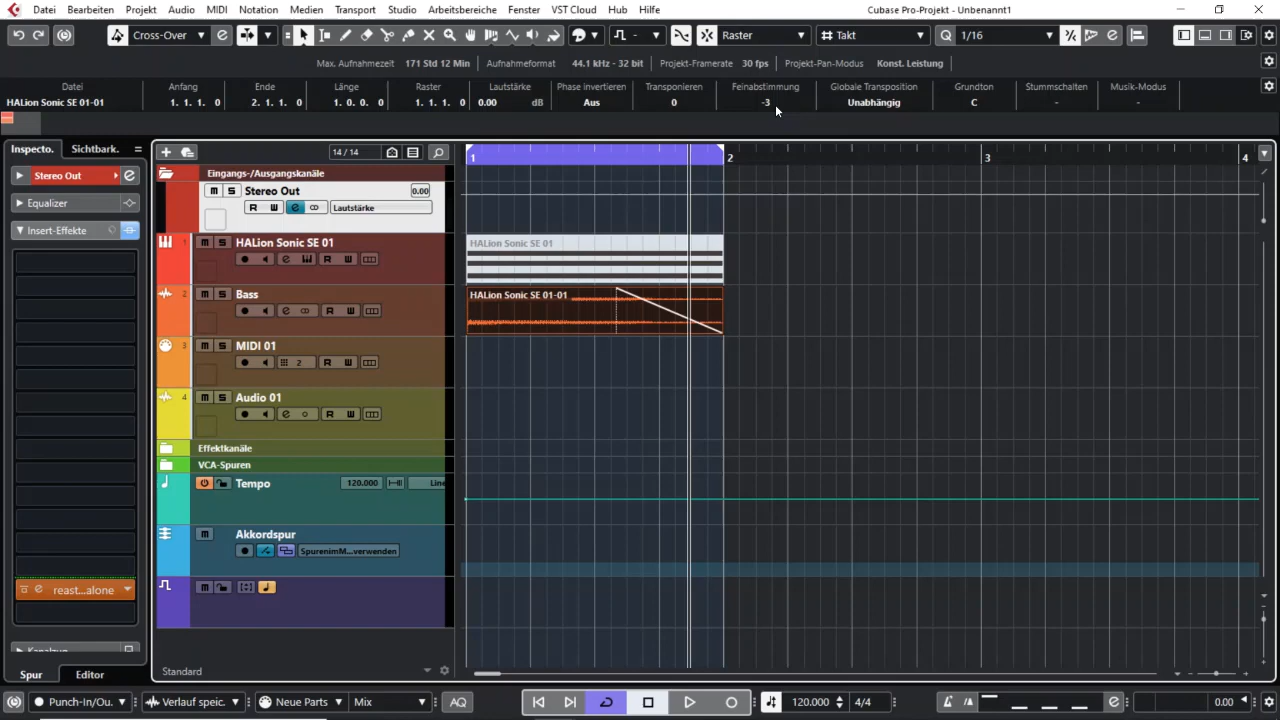 Datei Bearbeiten Projekt Audio MIDI Notation Medien Transport Studio Arbeitsbereiche Fenster VST Cloud Hub Hilfe Cubase Pro-Projekt - Unbenannt1
Cross-Over Raster Takt Q 1/16
Max. Aufnahmezeit 171 Std 12 Min Aufnahmeformat 44.1 kHz - 32 bit Projekt-Framerate 30 fps Projekt-Pan-Modus Konst. Leistung
Datei Anfang Ende Länge Raster Lautstärke Phase invertieren Transponieren Feinabstimmung Globale Transposition Grundton Stummschalten Musik-Modus
HALion Sonic SE 01-01 1. 1. 1. 0 2. 1. 1. 0 1. 0. 0. 0 1. 1. 1. 0 0.00 dB Aus 0 -3 Unabhängig C - -
Inspecto. Sichtbark. 14 / 14 1 2 3 4
Stereo Out
Eingangs-/Ausgangskanäle
M S Stereo Out 0.00
R W e Lautstärke
Equalizer
Insert-Effekte
1 M S HALion Sonic SE 01
R W
HALion Sonic SE 01
2 M S Bass
R W
HALion Sonic SE 01-01
3 M S MIDI 01
2 R W
4 M S Audio 01
R W
Effektkanäle
VCA-Spuren
Tempo 120.000 Line
M Akkordspur
SpurenimM...verwenden
reast...alone
M
Kanalzug
Spur Editor
Standard
Punch-In/Ou. Verlauf speic. Neue Parts Mix AQ 120.000 4/4 0.00